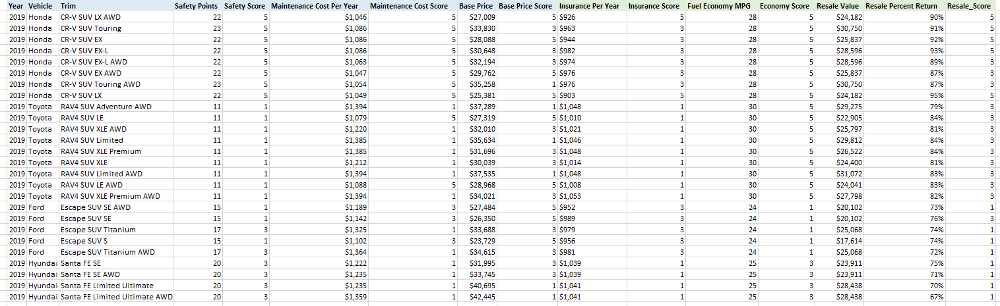 Year Vehicle Trim Safety Points Safety Score Maintenance Cost Per Year Maintenance Cost Score Base Price Base Price Score Insurance Per Year Insurance Score Fuel Economy MPG Economy Score Resale Value Resale Percent Return Resale_Score
2019 Honda CR-V SUV LX AWD 22 5 $1,046 5 $27,009 5 $926 5 28 5 $24,182 90% 5
2019 Honda CR-V SUV Touring 23 5 $1,086 5 $33,830 3 $963 3 28 5 $30,750 91% 5
2019 Honda CR-V SUV EX 22 5 $1,086 5 $28,088 5 $944 3 28 5 $25,837 92% 5
2019 Honda CR-V SUV EX-L 22 5 $1,086 5 $30,648 3 $982 3 28 5 $28,596 93% 5
2019 Honda CR-V SUV EX-L AWD 22 5 $1,063 5 $32,194 3 $974 3 28 5 $28,596 89% 3
2019 Honda CR-V SUV EX AWD 22 5 $1,047 5 $29,762 5 $976 3 28 5 $25,837 87% 3
2019 Honda CR-V SUV Touring AWD 23 5 $1,054 5 $35,258 1 $976 3 28 5 $30,750 87% 3
2019 Honda CR-V SUV LX 22 5 $1,049 5 $25,381 5 $903 5 28 5 $24,182 95% 5
2019 Toyota RAV4 SUV Adventure AWD 11 1 $1,394 1 $37,289 1 $1,048 1 30 5 $29,275 79% 3
2019 Toyota RAV4 SUV LE 11 1 $1,079 5 $27,319 5 $1,010 1 30 5 $22,905 84% 3
2019 Toyota RAV4 SUV XLE AWD 11 1 $1,220 1 $32,010 3 $1,021 1 30 5 $25,797 81% 3
2019 Toyota RAV4 SUV Limited 11 1 $1,385 1 $35,634 1 $1,046 1 30 5 $29,812 84% 3
2019 Toyota RAV4 SUV XLE Premium 11 1 $1,385 1 $31,696 3 $1,048 1 30 5 $26,522 84% 3
2019 Toyota RAV4 SUV XLE 11 1 $1,212 1 $30,039 3 $1,014 1 30 5 $24,400 81% 3
2019 Toyota RAV4 SUV Limited AWD 11 1 $1,394 1 $37,535 1 $1,048 1 30 5 $31,072 83% 3
2019 Toyota RAV4 SUV LE AWD 11 1 $1,088 5 $28,968 5 $1,008 1 30 5 $24,041 83% 3
2019 Toyota RAV4 SUV XLE Premium AWD 11 1 $1,394 1 $34,021 3 $1,053 1 30 5 $27,798 82% 3
2019 Ford Escape SUV SE AWD 15 1 $1,189 3 $27,484 5 $952 3 24 1 $20,102 73% 1
2019 Ford Escape SUV SE 15 1 $1,142 3 $26,350 5 $989 3 24 1 $20,102 76% 3
2019 Ford Escape SUV Titanium 17 3 $1,325 1 $33,688 3 $979 3 24 1 $25,068 74% 1
2019 Ford Escape SUV S 15 1 $1,102 3 $23,729 5 $956 3 24 1 $17,614 74% 1
2019 Ford Escape SUV Titanium AWD 17 3 $1,364 1 $34,615 3 $981 3 24 1 $25,068 72% 1
2019 Hyundai Santa FE SE 20 3 $1,222 1 $31,995 3 $1,039 1 25 3 $23,911 75% 1
2019 Hyundai Santa FE SE AWD 20 3 $1,235 1 $33,745 3 $1,039 1 25 3 $23,911 71% 1
2019 Hyundai Santa FE Limited Ultimate 20 3 $1,235 1 $40,695 1 $1,041 1 25 3 $28,438 70% 1
2019 Hyundai Santa FE Limited Ultimate AWD 20 3 $1,359 1 $42,445 1 $1,041 1 25 3 $28,438 67% 1